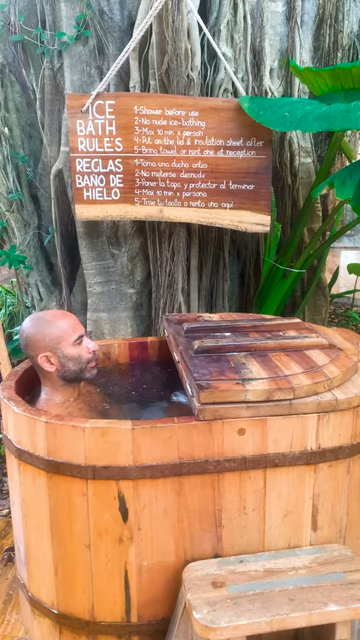 ICE
BATH
RULES
1-Shower before use
2-No nude ice-bathing
3-Max 10 min x person
4-Put on the lid & Insulation sheet after
5-Bring towel or rent one at reception
REGLAS
BAÑO DE
HIELO
1-Toma una ducha antes
2-No meterse desnudx
3-Poner la tapa y protector al terminar
4-Max 10 min x persona
5-Trae tu toalla o renta una aquí